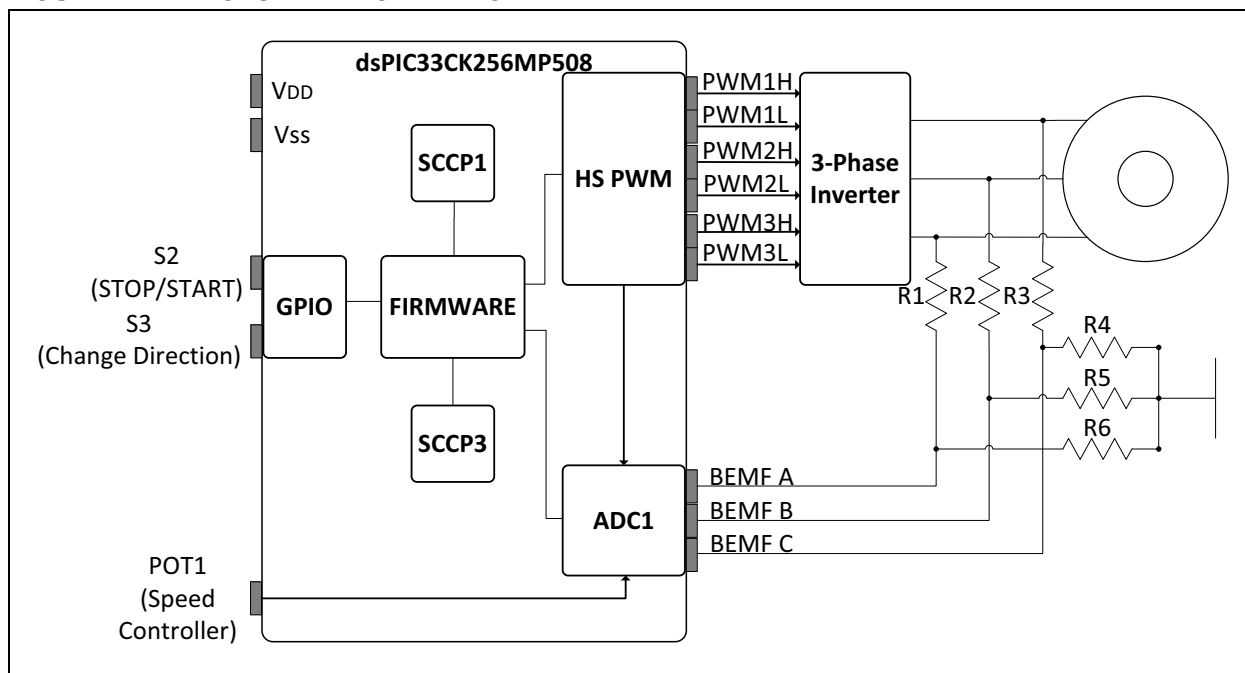 dsPIC33CK256MP508
VDD
Vss
SCCP1
HS PWM
PWM1H
PWM1L
PWM2H
PWM2L
PWM3H
PWM3L
3-Phase
Inverter
S2
(STOP/START)
S3
(Change Direction)
GPIO
FIRMWARE
SCCP3
R1
R2
R3
R4
R5
R6
ADC1
BEMF A
BEMF B
BEMF C
POT1
(Speed
Controller)